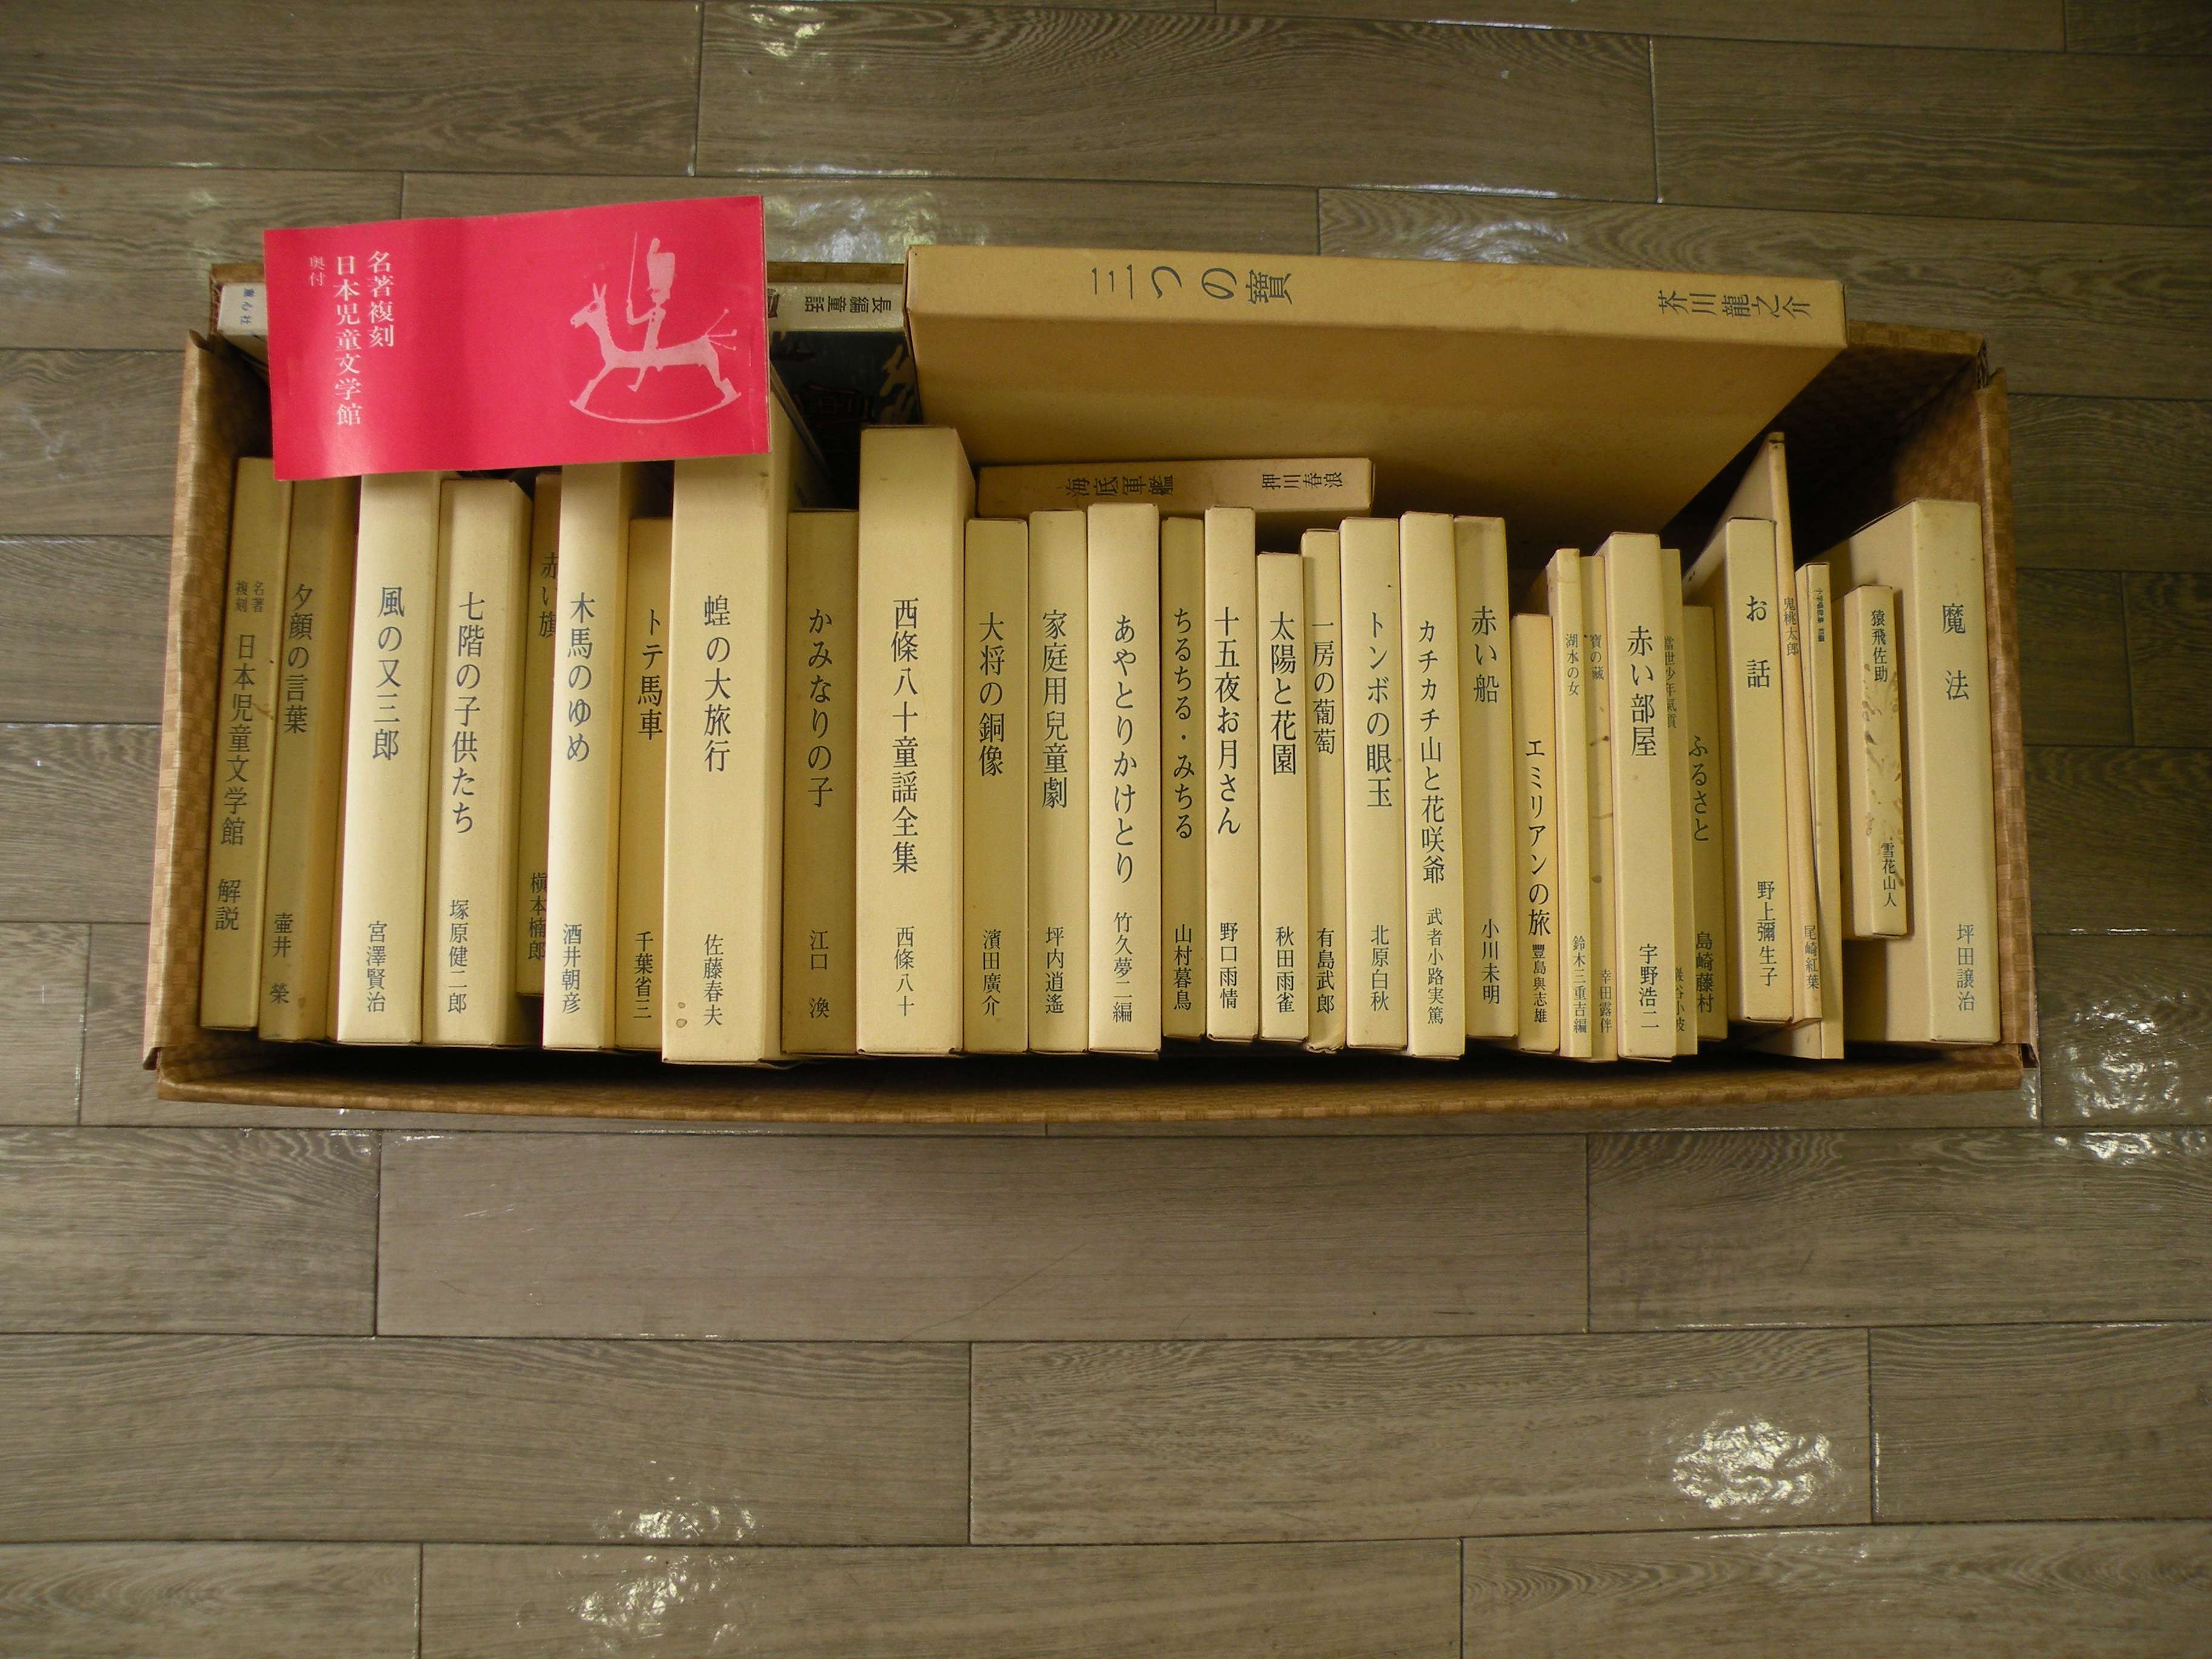 名著複刻
日本児童文学館
奥付
童心社
長編童話
三つの寶 芥川龍之介
海底軍艦 押川春浪
名著複刻 日本児童文学館 解説
夕顔の言葉 壷井 榮
風の又三郎 宮澤賢治
七階の子供たち 塚原健二郎
赤い旗 槇本楠郎
木馬のゆめ 酒井朝彦
トテ馬車 千葉省三
蝗の大旅行 佐藤春夫
かみなりの子 江口 渙
西條八十童謡全集 西條八十
大将の銅像 濱田廣介
家庭用兒童劇 坪内逍遙
あやとりかけとり 竹久夢二編
ちるちる・みちる 山村暮鳥
十五夜お月さん 野口雨情
太陽と花園 秋田雨雀
一房の葡萄 有島武郎
トンボの眼玉 北原白秋
カチカチ山と花咲爺 武者小路実篤
赤い船 小川未明
エミリアンの旅 豐島與志雄
湖水の女 鈴木三重吉編
寶の蔵 幸田露伴
赤い部屋 宇野浩二
當世少年氣質 巌谷小波
ふるさと 島崎藤村
お話 野上彌生子
鬼桃太郎 尾崎紅葉
猿飛佐助 雪花山人
魔法 坪田譲治